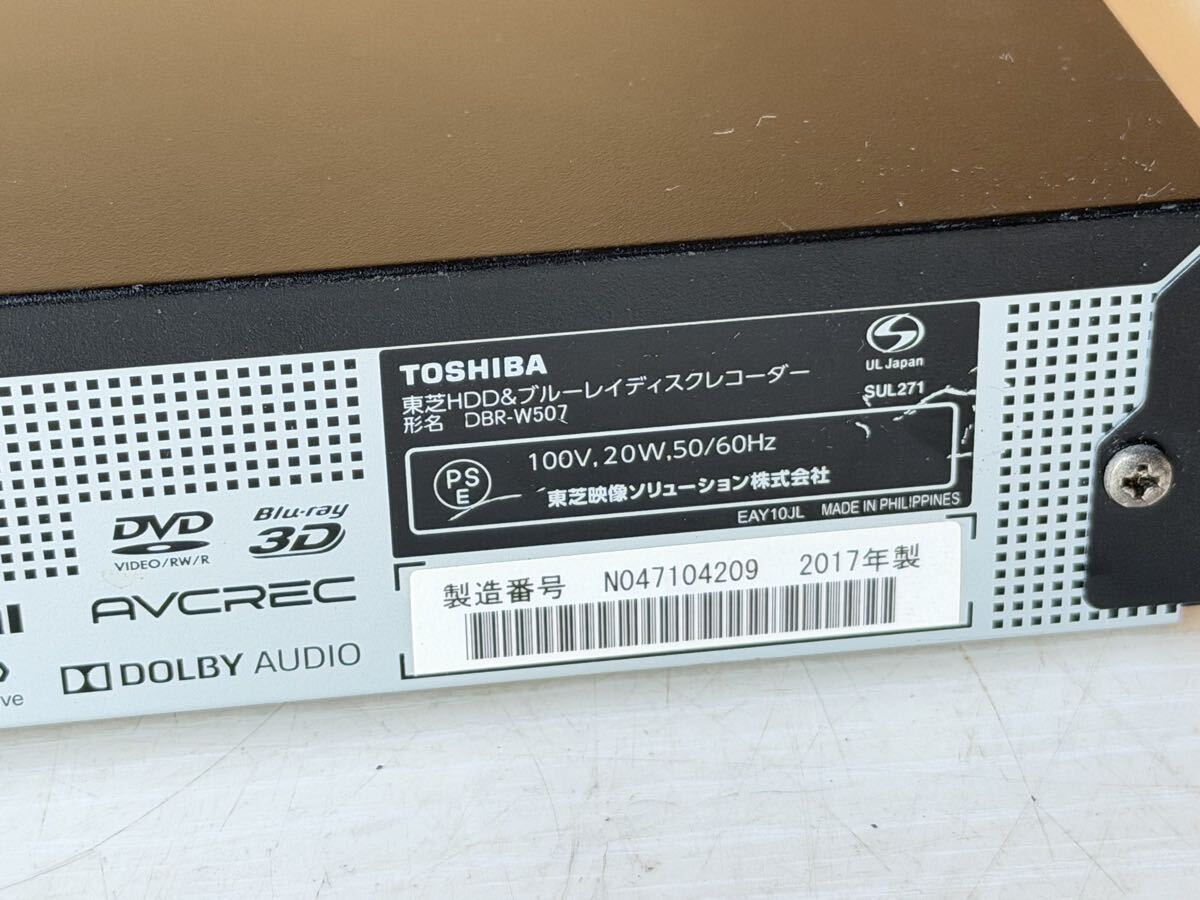 TOSHIBA
東芝HDD&ブルーレイディスクレコーダー
形名 DBR-W507
UL Japan
SUL271
PS
E
100V,20W,50/60Hz
東芝映像ソリューション株式会社
EAY10JL MADE IN PHILIPPINES
製造番号 N047104209 2017年製
DVD
VIDEO/RW/R
Blu-ray
3D
AVCREC
DOLBY AUDIO